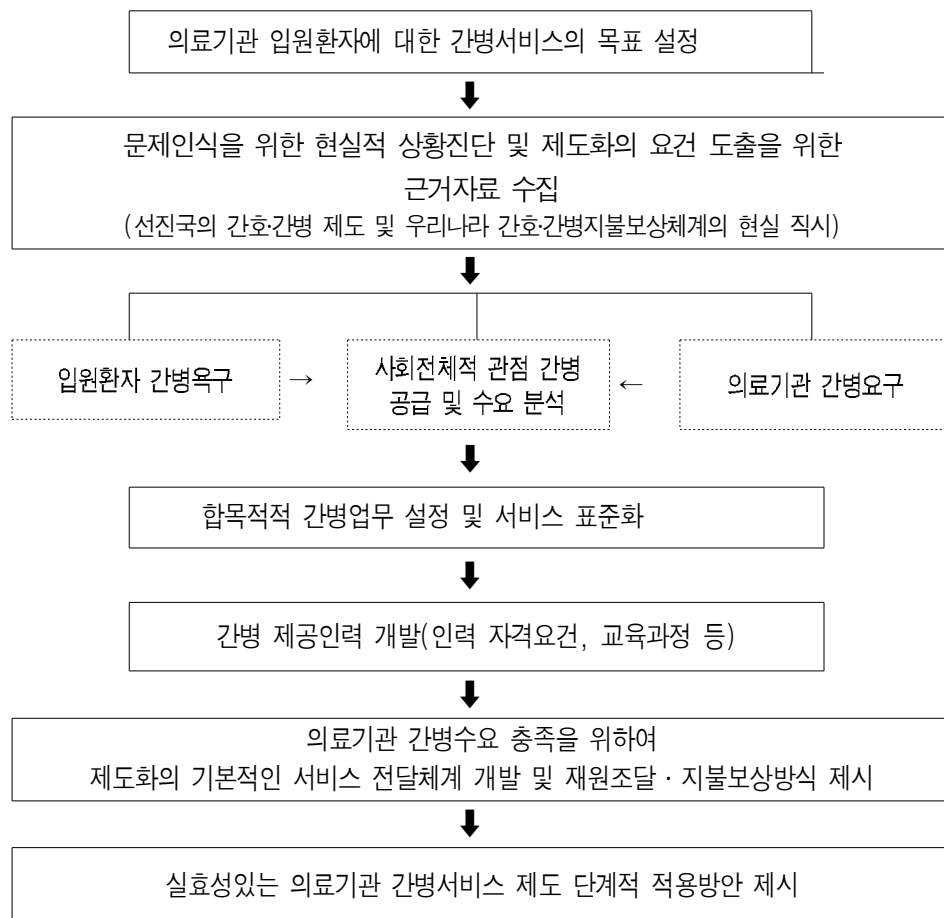 의료기관 입원환자에 대한 간병서비스의 목표 설정
문제인식을 위한 현실적 상황진단 및 제도화의 요건 도출을 위한
근거자료 수집
(선진국의 간호·간병 제도 및 우리나라 간호·간병지불보상체계의 현실 직시)
입원환자 간병욕구
→
사회전체적 관점 간병
공급 및 수요 분석
←
의료기관 간병요구
합목적적 간병업무 설정 및 서비스 표준화
간병 제공인력 개발(인력 자격요건, 교육과정 등)
의료기관 간병수요 충족을 위하여
제도화의 기본적인 서비스 전달체계 개발 및 재원조달 · 지불보상방식 제시
실효성있는 의료기관 간병서비스 제도 단계적 적용방안 제시